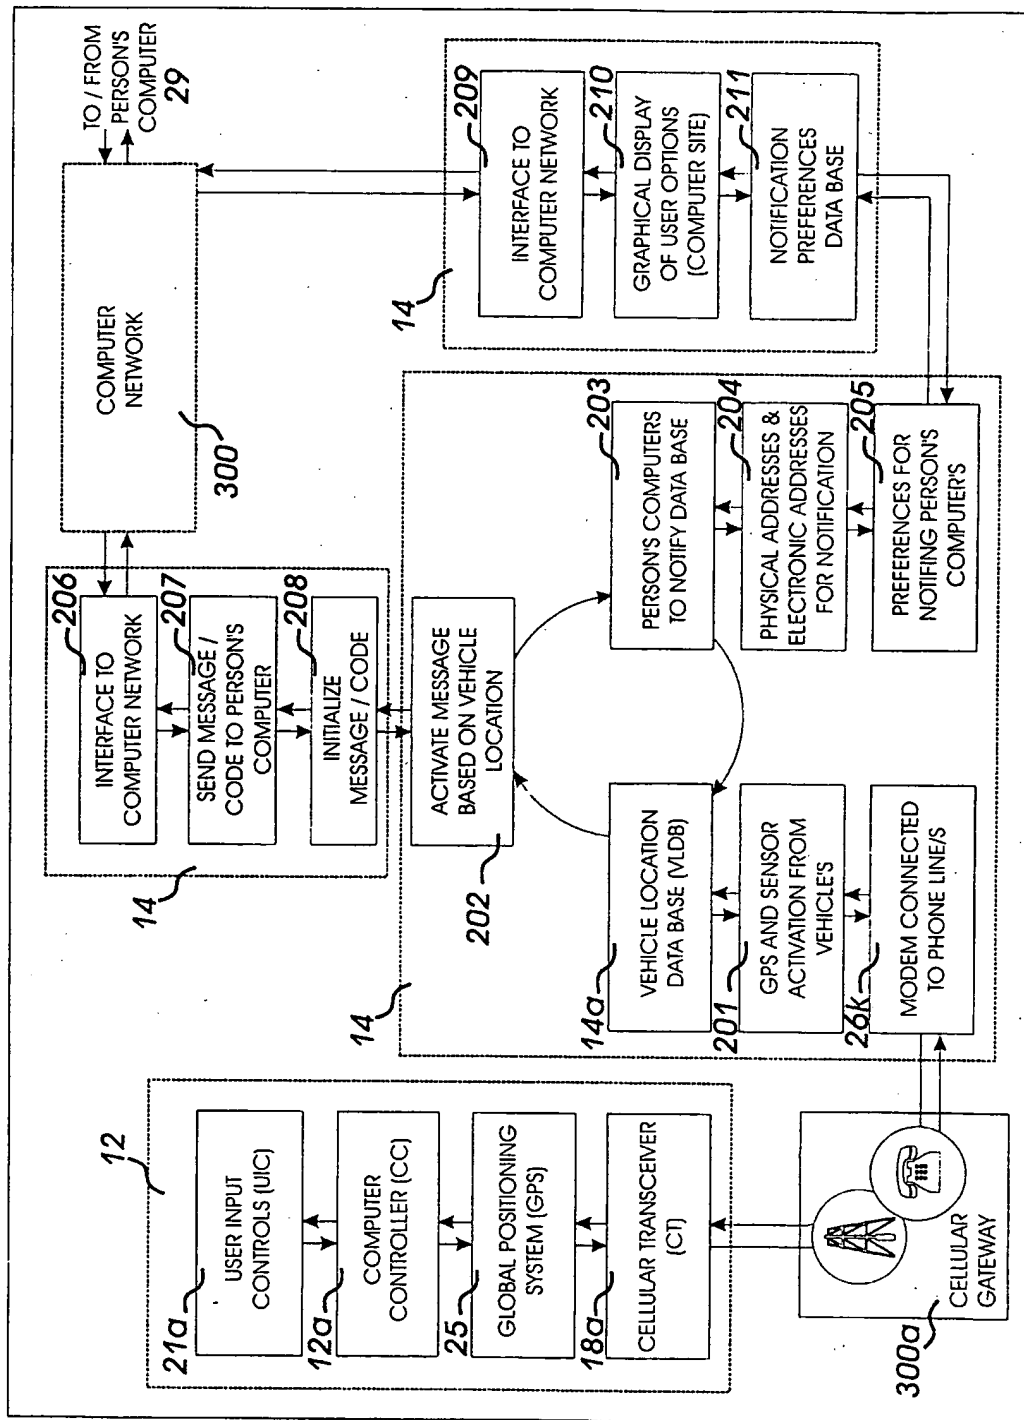 12
21a
USER INPUT
CONTROLS (UIC)
12a
COMPUTER
CONTROLLER (CC)
25
GLOBAL POSITIONING
SYSTEM (GPS)
18a
CELLULAR TRANSCEIVER
(CT)
300a
CELLULAR
GATEWAY
14
206
INTERFACE TO
COMPUTER NETWORK
207
SEND MESSAGE /
CODE TO PERSON'S
COMPUTER
208
INITIALIZE
MESSAGE / CODE
14
202
ACTIVATE MESSAGE
BASED ON VEHICLE
LOCATION
14a
VEHICLE LOCATION
DATA BASE (VLDB)
201
GPS AND SENSOR
ACTIVATION FROM
VEHICLE'S
26k
MODEM CONNECTED
TO PHONE LINE/S
203
PERSON'S COMPUTERS
TO NOTIFY DATA BASE
204
PHYSICAL ADDRESSES &
ELECTRONIC ADDRESSES
FOR NOTIFICATION
205
PREFERENCES FOR
NOTIFYING PERSON'S
COMPUTER'S
300
COMPUTER
NETWORK
TO / FROM
PERSON'S
COMPUTER
29
14
209
INTERFACE TO
COMPUTER NETWORK
210
GRAPHICAL DISPLAY
OF USER OPTIONS
(COMPUTER SITE)
211
NOTIFICATION
PREFERENCES
DATA BASE